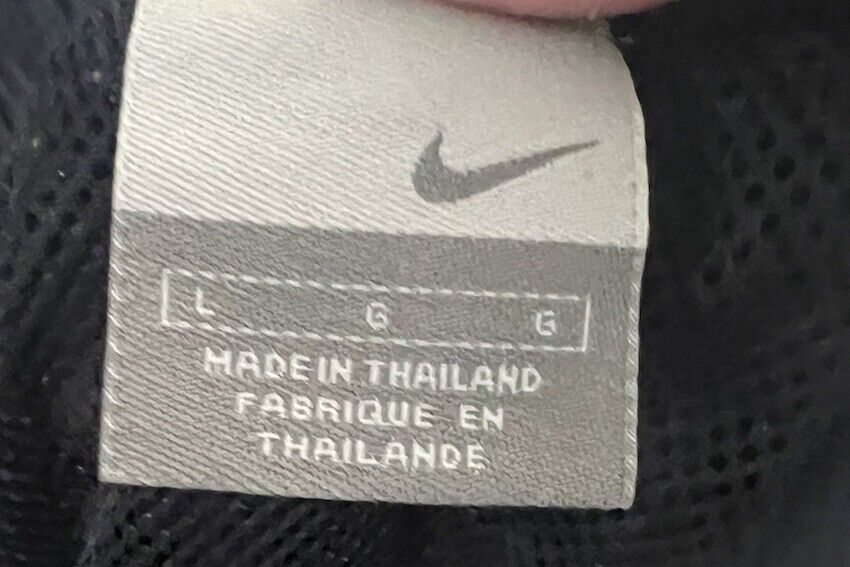 L G G
MADE IN THAILAND
FABRIQUE EN
THAILANDE